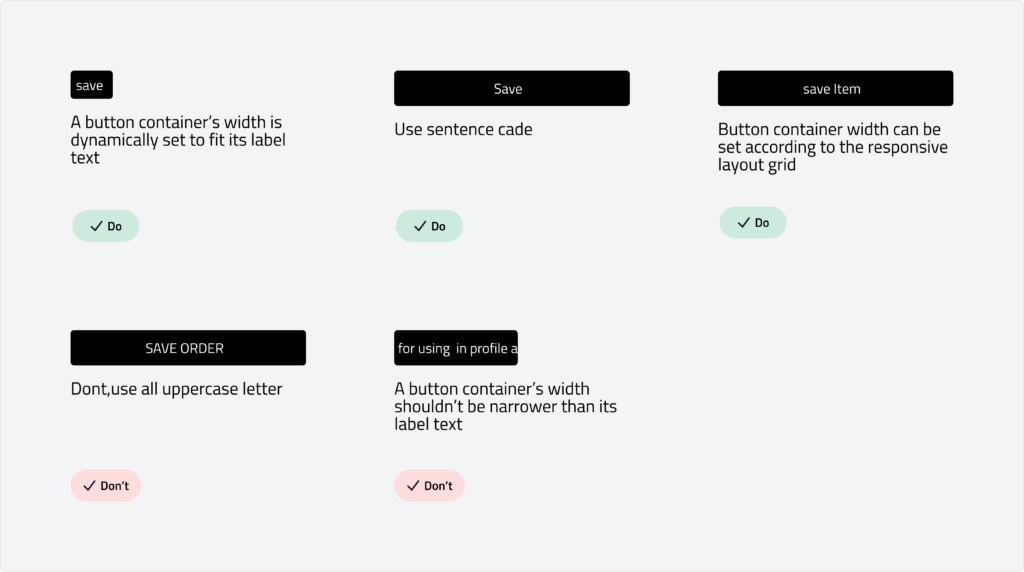 save
A button container's width is
dynamically set to fit its label
text
Do
Save
Use sentence cade
Do
save Item
Button container width can be
set according to the responsive
layout grid
Do
SAVE ORDER
Dont,use all uppercase letter
Don't
for using in profile a
A button container's width
shouldn't be narrower than its
label text
Don't